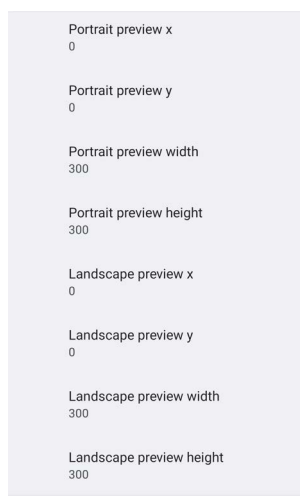 Portrait preview x
0
Portrait preview y
0
Portrait preview width
300
Portrait preview height
300
Landscape preview x
0
Landscape preview y
0
Landscape preview width
300
Landscape preview height
300